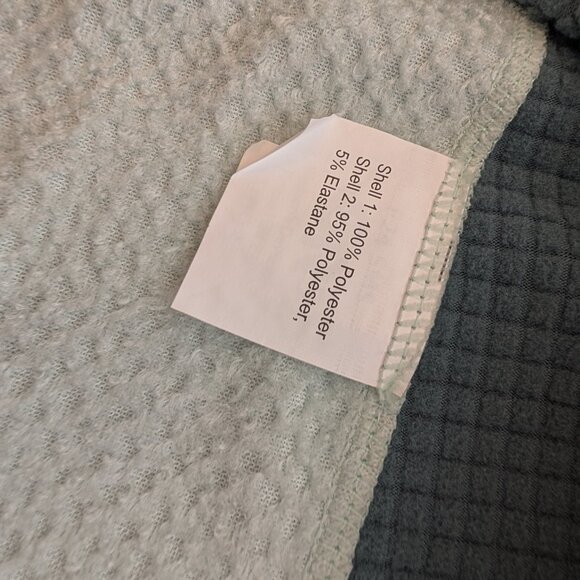 Shell 1: 100% Polyester
Shell 2: 95% Polyester,
5% Elastane